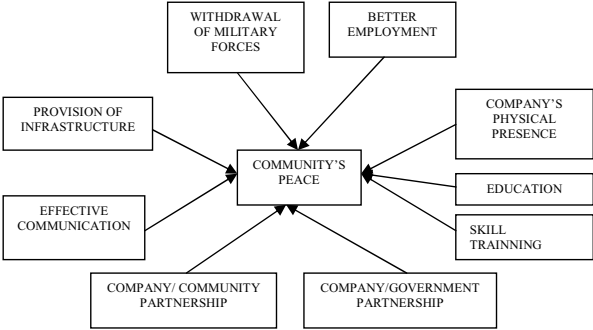 WITHDRAWAL
OF MILITARY
FORCES
BETTER
EMPLOYMENT
PROVISION OF
INFRASTRUCTURE
COMPANY'S
PHYSICAL
PRESENCE
COMMUNITY'S
PEACE
EDUCATION
EFFECTIVE
COMMUNICATION
SKILL
TRAINNING
COMPANY/ COMMUNITY
PARTNERSHIP
COMPANY/GOVERNMENT
PARTNERSHIP